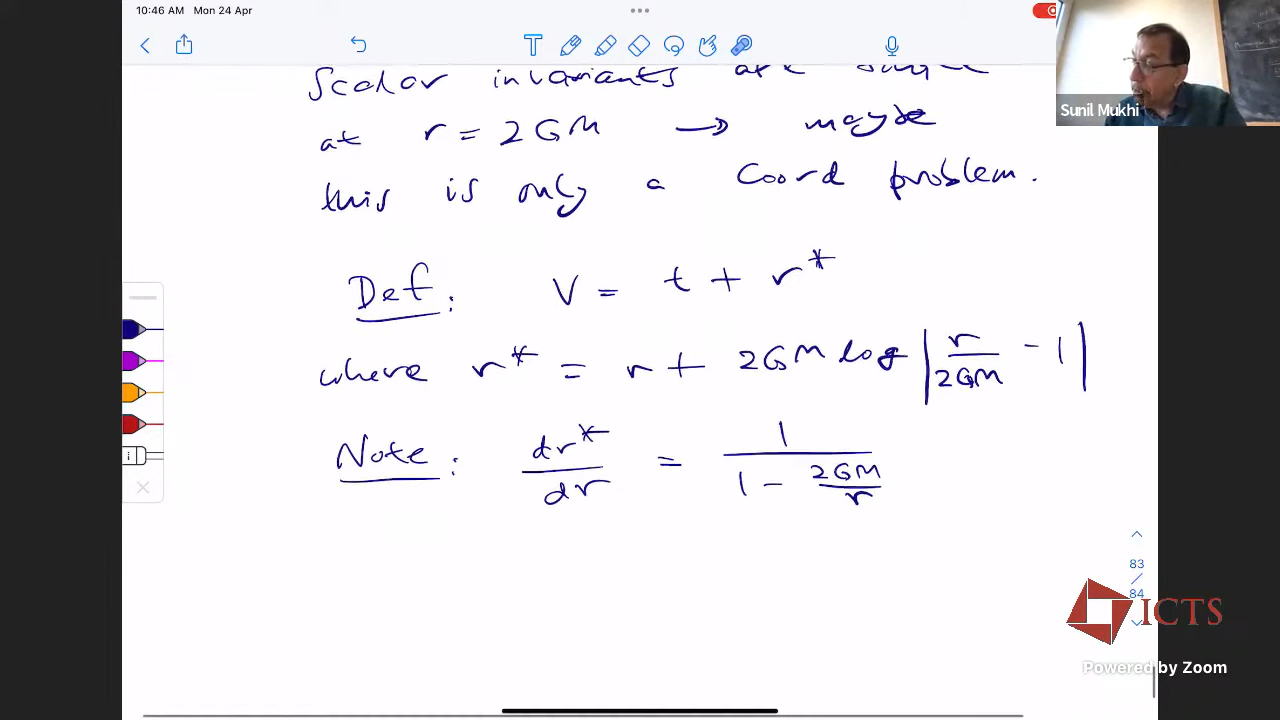 10:46 AM Mon 24 Apr
Scalor invariants are
at r = 2GM → maybe
this is only a coord problem.
Def: V = t + r*
where r* = r + 2GM log | r/2GM - 1 |
Note: dr*/dr = 1/(1 - 2GM/r)
Sunil Mukhi
83
/
84
ICTS
Powered by Zoom